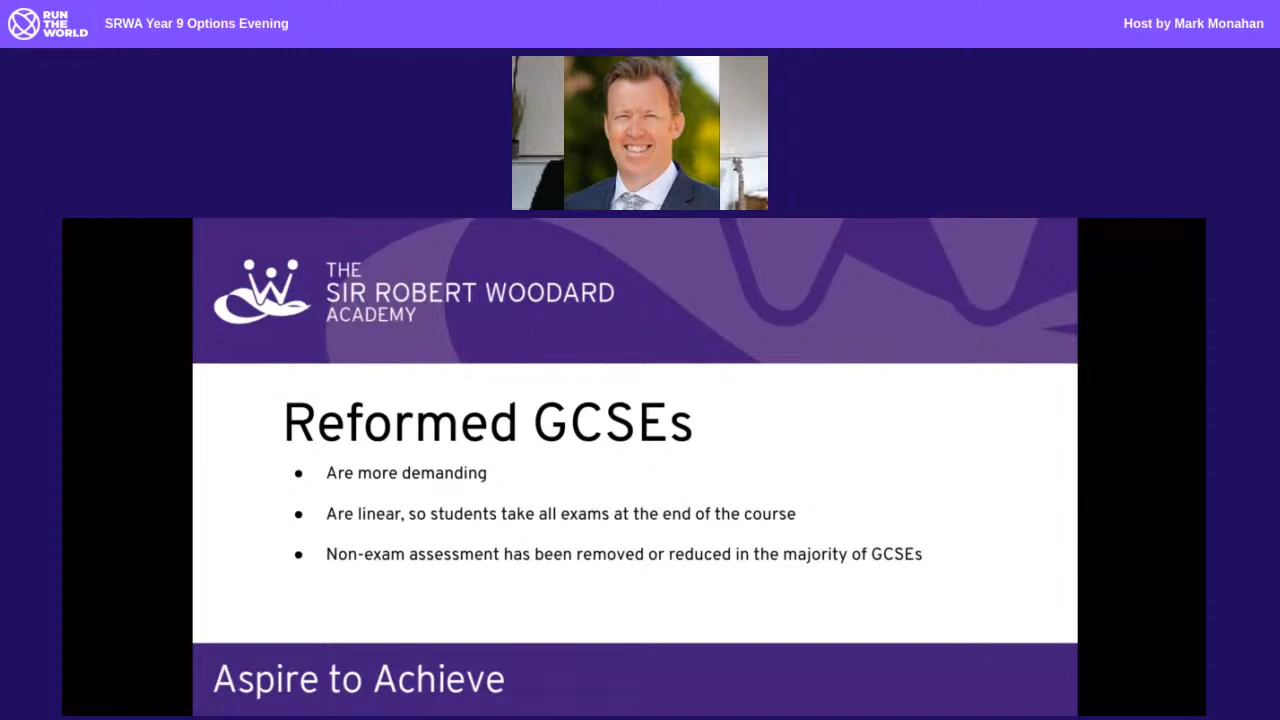 RUN
THE
WORLD
SRWA Year 9 Options Evening
Host by Mark Monahan
THE
SIR ROBERT WOODARD
ACADEMY
Reformed GCSEs
● Are more demanding
● Are linear, so students take all exams at the end of the course
● Non-exam assessment has been removed or reduced in the majority of GCSEs
Aspire to Achieve